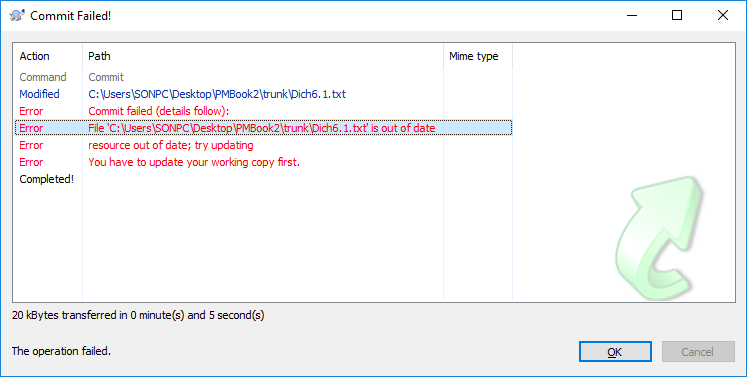 Commit Failed!
Action Path Mime type
Command Commit
Modified C:\Users\SONPC\Desktop\PMBook2\trunk\Dich6.1.txt
Error Commit failed (details follow):
Error File 'C:\Users\SONPC\Desktop\PMBook2\trunk\Dich6.1.txt' is out of date
Error resource out of date; try updating
Error You have to update your working copy first.
Completed!
20 kBytes transferred in 0 minute(s) and 5 second(s)
The operation failed.
OK Cancel